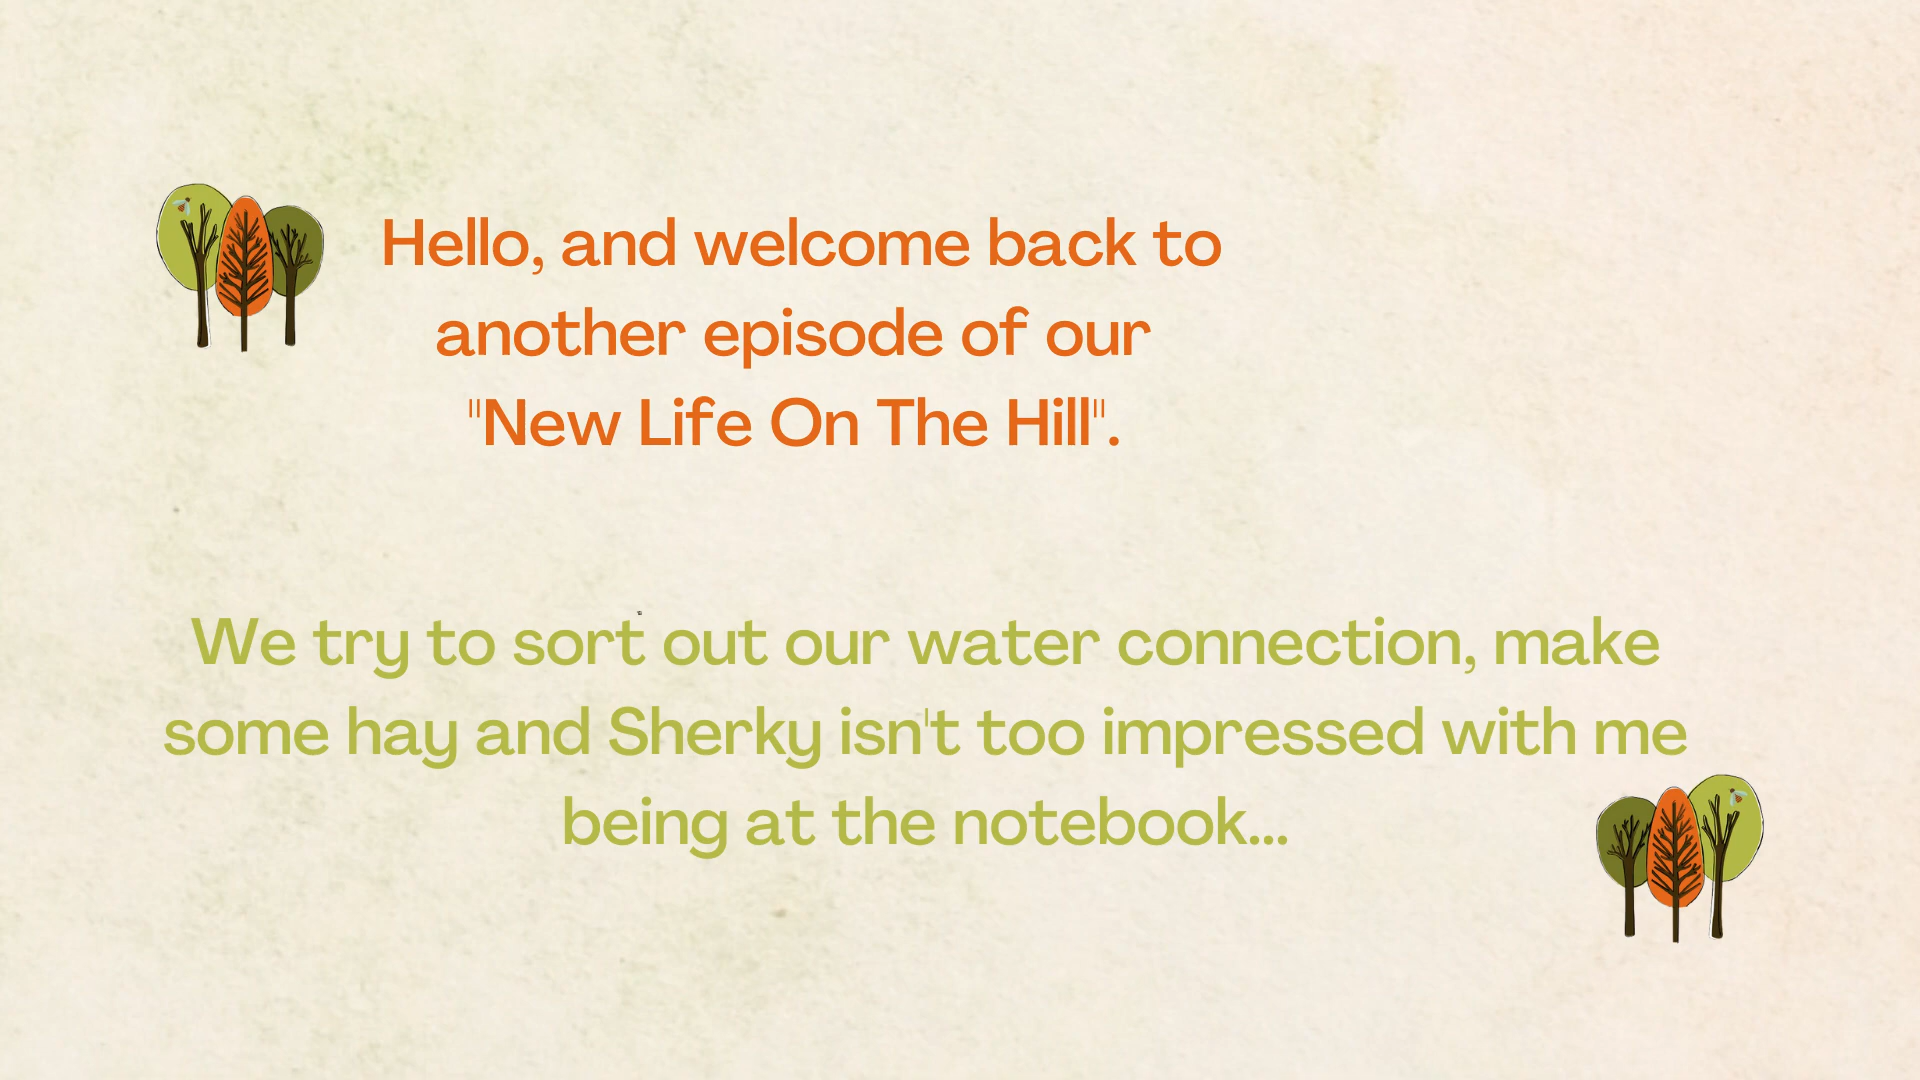 Hello, and welcome back to
another episode of our
"New Life On The Hill".
We try to sort out our water connection, make
some hay and Sherky isn't too impressed with me
being at the notebook...